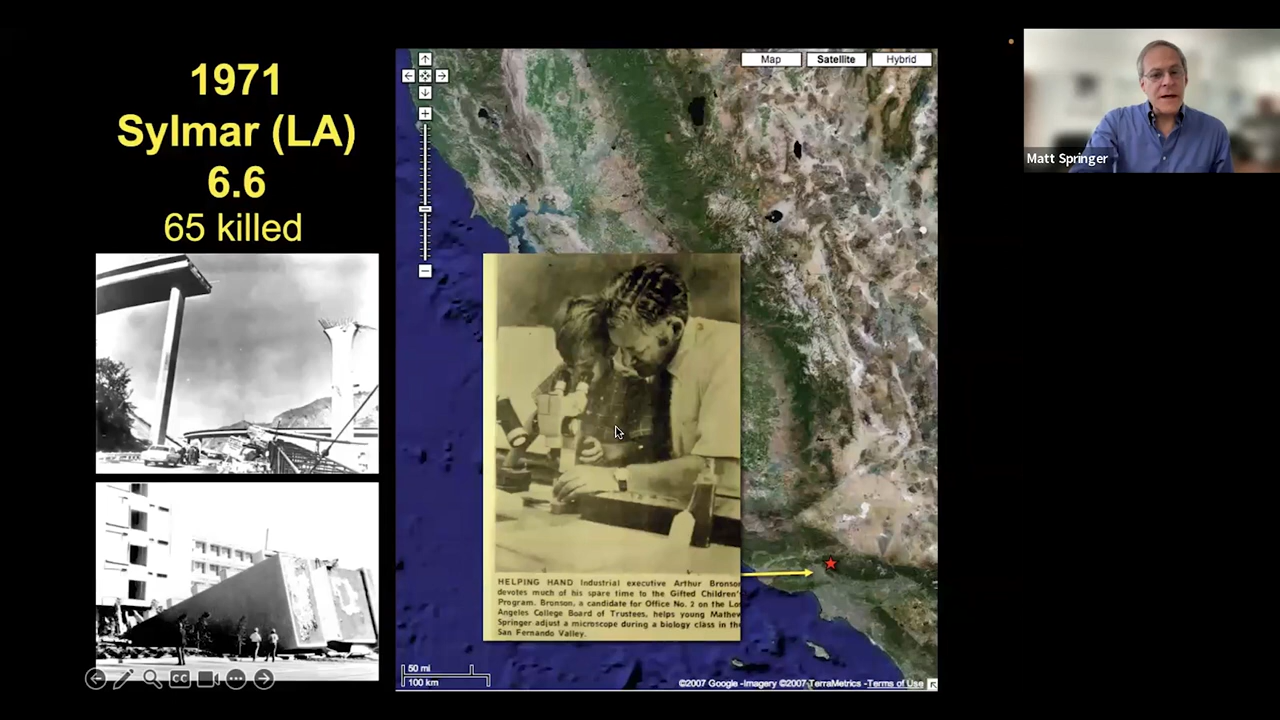 1971
Sylmar (LA)
6.6
65 killed
Map
Satellite
Hybrid
Matt Springer
HELPING HAND Industrial executive Arthur Bronson
devotes much of his spare time to the Gifted Children's
Program. Bronson, a candidate for Office No. 2 on the Los
Angeles College Board of Trustees, helps young Mathew
Springer adjust a microscope during a biology class in the
San Fernando Valley.
50 mi
100 km
©2007 Google -Imagery ©2007 TerraMetrics -Terms of Use
CC